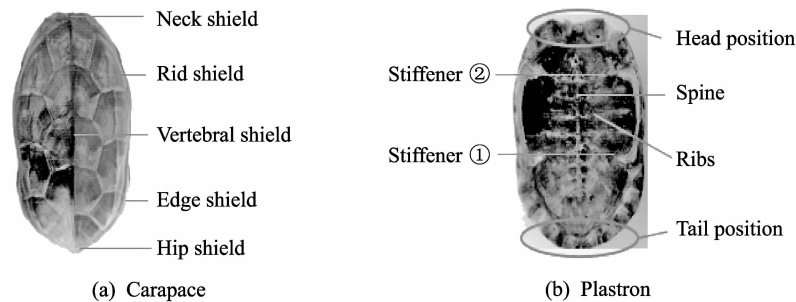 Neck shield
Rid shield
Vertebral shield
Edge shield
Hip shield
(a) Carapace
Head position
Stiffener ②
Spine
Stiffener ①
Ribs
Tail position
(b) Plastron